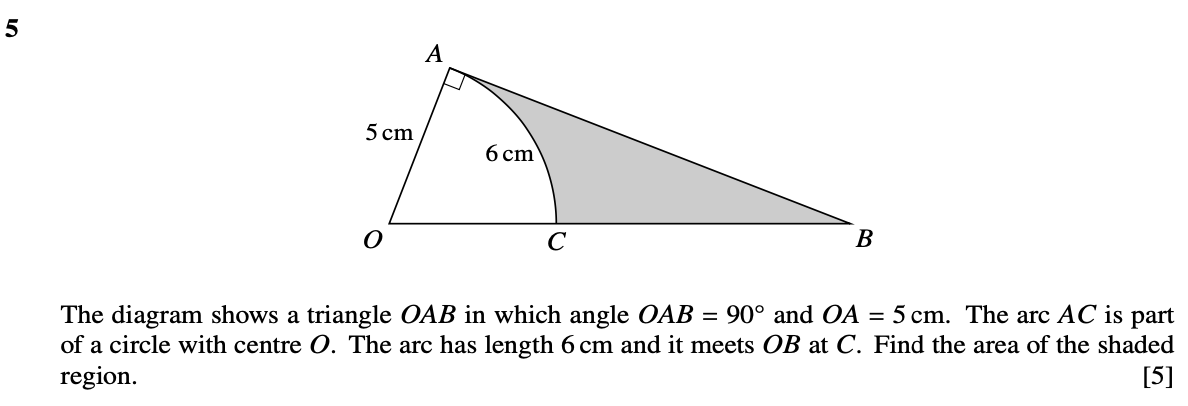 5
A
5 cm
6 cm
O
C
B
The diagram shows a triangle OAB in which angle OAB = 90° and OA = 5 cm. The arc AC is part
of a circle with centre O. The arc has length 6 cm and it meets OB at C. Find the area of the shaded
region. [5]